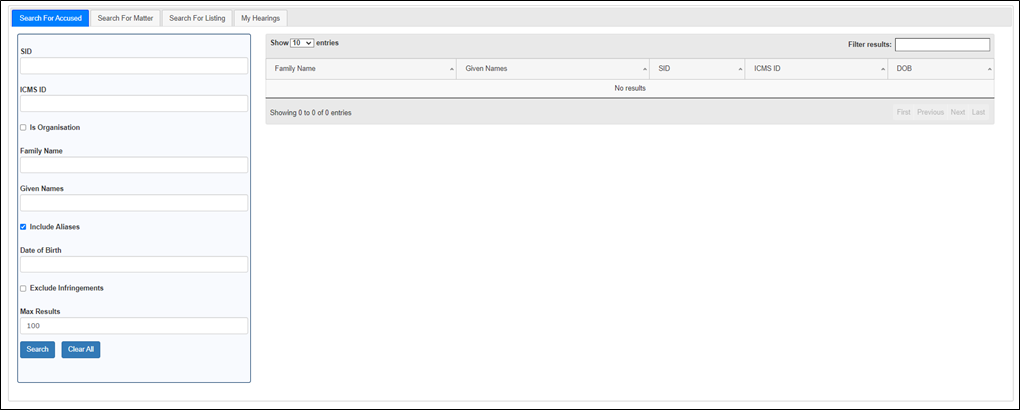 Search For Accused Search For Matter Search For Listing My Hearings
SID
ICMS ID
Is Organisation
Family Name
Given Names
Include Aliases
Date of Birth
Exclude Infringements
Max Results
100
Search Clear All
Show 10 entries Filter results:
Family Name Given Names SID ICMS ID DOB
No results
Showing 0 to 0 of 0 entries First Previous Next Last